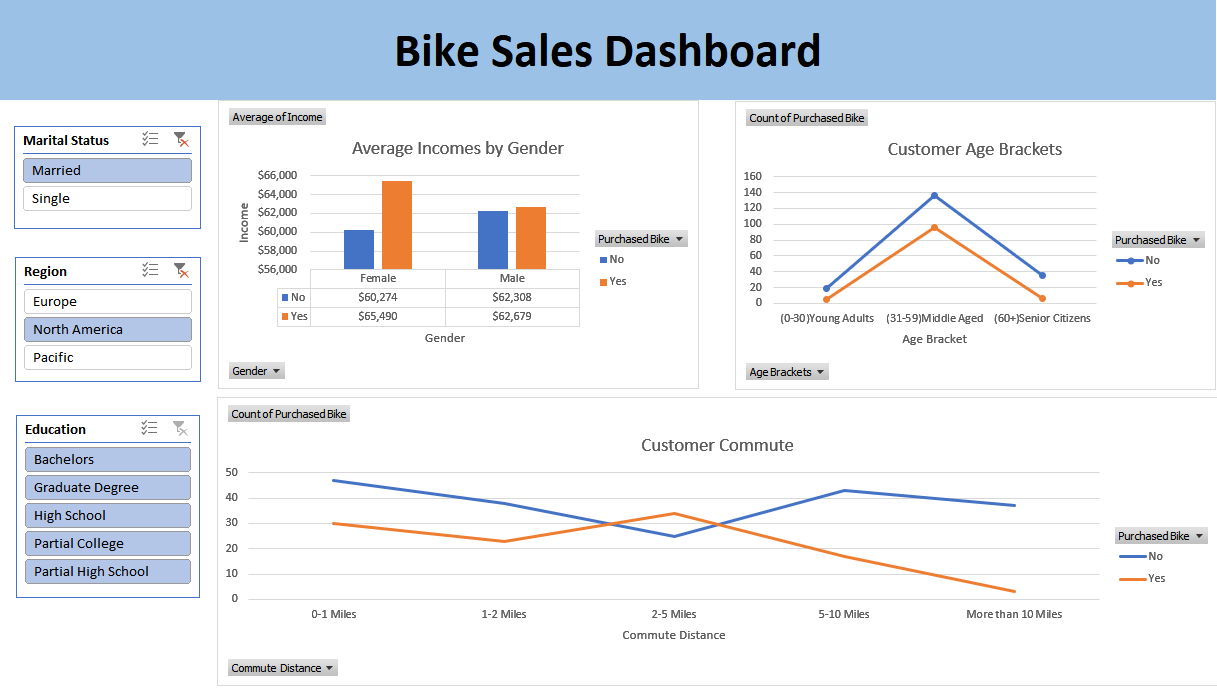 Bike Sales Dashboard
Marital Status
Married
Single
Region
Europe
North America
Pacific
Education
Bachelors
Graduate Degree
High School
Partial College
Partial High School
Average of Income
Average Incomes by Gender
$66,000
$64,000
$62,000
$60,000
$58,000
$56,000
Income
Female Male
No $60,274 $62,308
Yes $65,490 $62,679
Gender
Purchased Bike
No
Yes
Gender
Count of Purchased Bike
Customer Age Brackets
160
140
120
100
80
60
40
20
0
(0-30)Young Adults (31-59)Middle Aged (60+)Senior Citizens
Age Bracket
Purchased Bike
No
Yes
Age Brackets
Count of Purchased Bike
Customer Commute
50
40
30
20
10
0
0-1 Miles 1-2 Miles 2-5 Miles 5-10 Miles More than 10 Miles
Commute Distance
Purchased Bike
No
Yes
Commute Distance